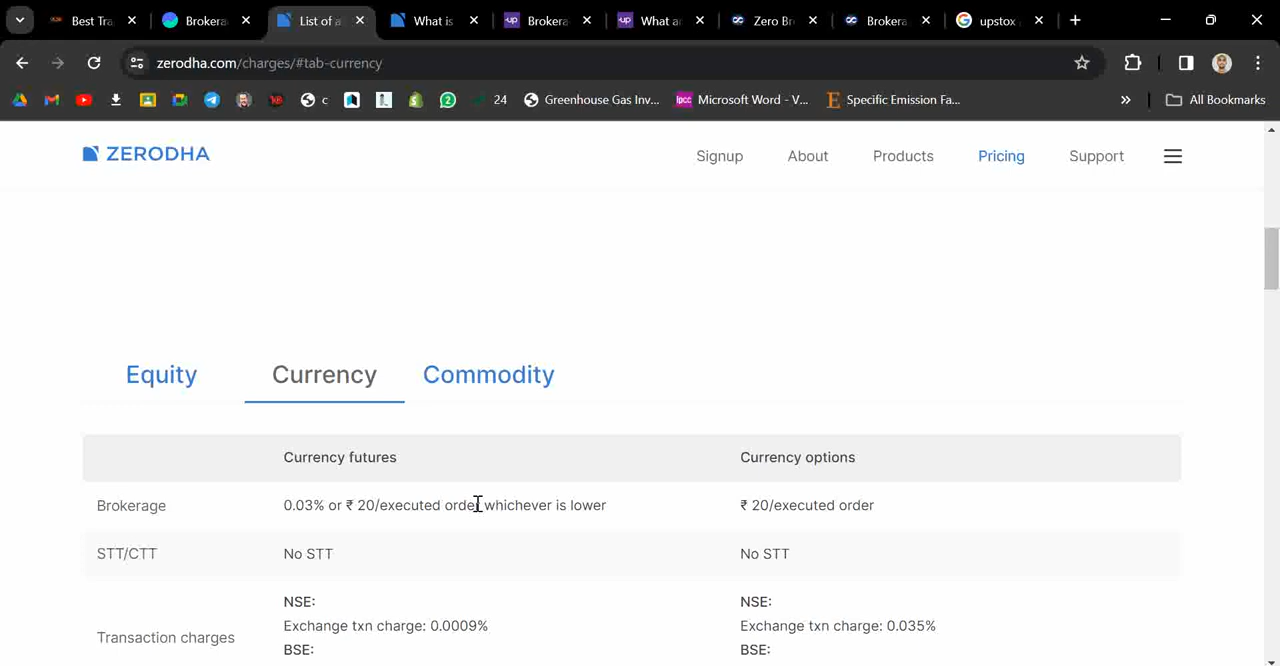 Best Tra
Brokera
List of a
What is
Brokera
What a
Zero Br
Brokera
upstox
zerodha.com/charges/#tab-currency
c
24
Greenhouse Gas Inv...
Microsoft Word - V...
Specific Emission Fa...
All Bookmarks
ZERODHA
Signup
About
Products
Pricing
Support
Equity
Currency
Commodity
Currency futures
Currency options
Brokerage
0.03% or ₹ 20/executed order whichever is lower
₹ 20/executed order
STT/CTT
No STT
No STT
Transaction charges
NSE:
Exchange txn charge: 0.0009%
BSE:
NSE:
Exchange txn charge: 0.035%
BSE: